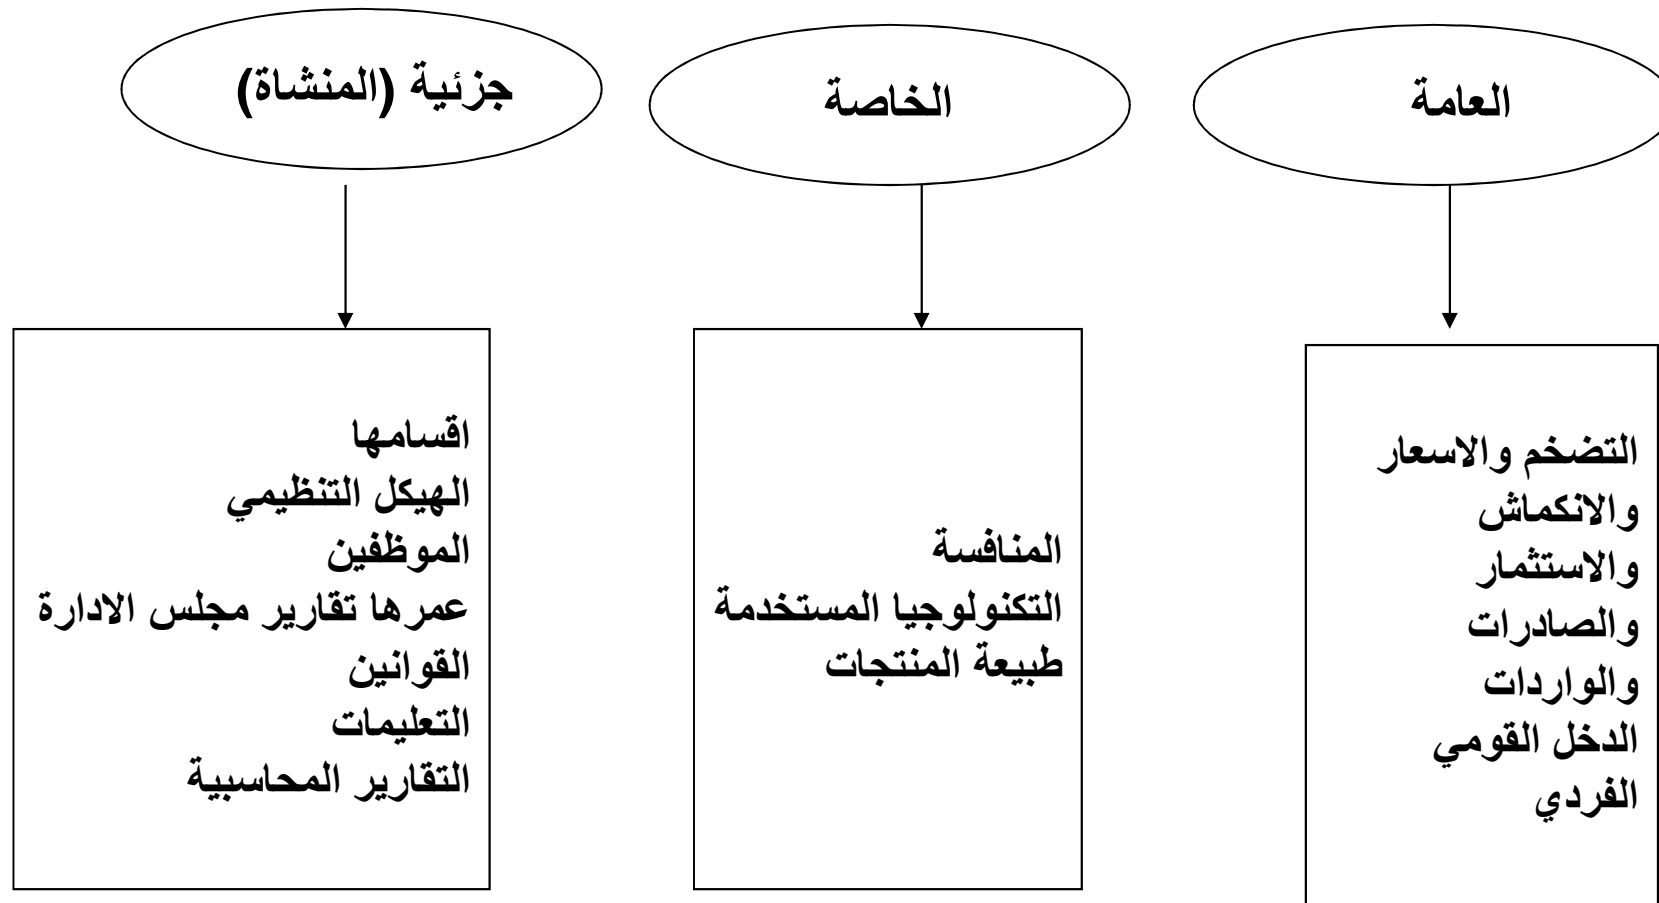 العامة
الخاصة
جزئية (المنشاة)
التضخم والاسعار
والانكماش
والاستثمار
والصادرات
والواردات
الدخل القومي
الفردي
المنافسة
التكنولوجيا المستخدمة
طبيعة المنتجات
اقسامها
الهيكل التنظيمي
الموظفين
عمرها تقارير مجلس الادارة
القوانين
التعليمات
التقارير المحاسبية